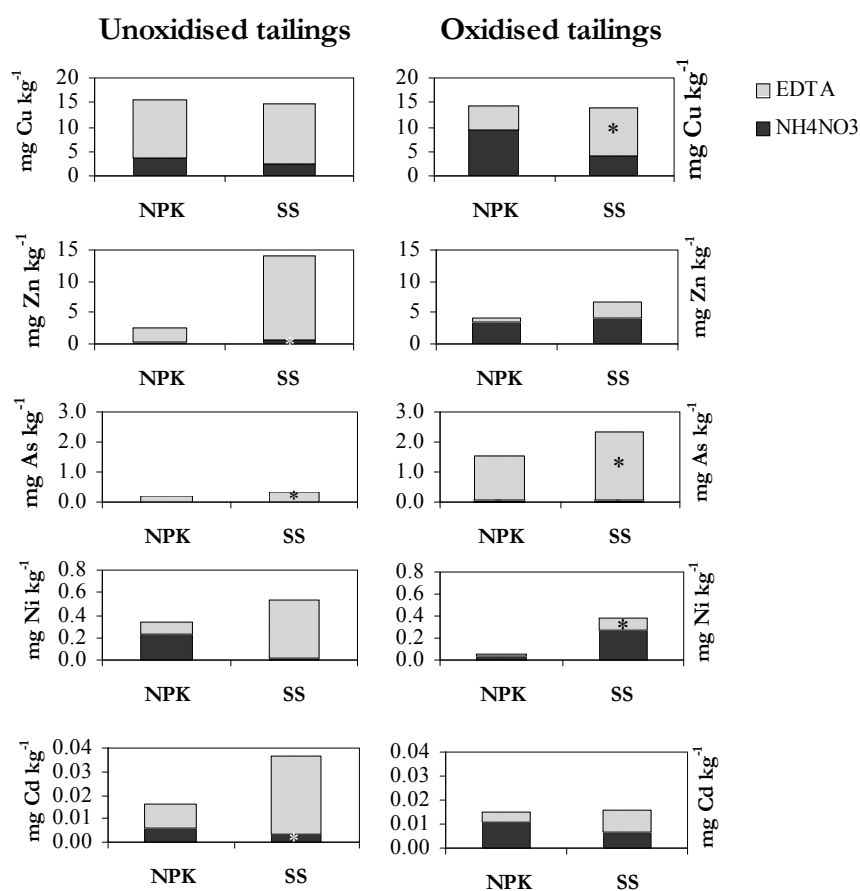 Unoxidised tailings Oxidised tailings
mg Cu kg-1
20
15
10
5
0
NPK SS
20
15
10
5
0
NPK SS
mg Cu kg-1
*
EDTA
NH4NO3
mg Zn kg-1
15
10
5
0
NPK SS
*
15
10
5
0
NPK SS
mg Zn kg-1
mg As kg-1
3.0
2.0
1.0
0.0
NPK SS
*
3.0
2.0
1.0
0.0
NPK SS
*
mg As kg-1
mg Ni kg-1
0.8
0.6
0.4
0.2
0.0
NPK SS
0.8
0.6
0.4
0.2
0.0
NPK SS
*
mg Ni kg-1
mg Cd kg-1
0.04
0.03
0.02
0.01
0.00
NPK SS
*
0.04
0.03
0.02
0.01
0.00
NPK SS
mg Cd kg-1